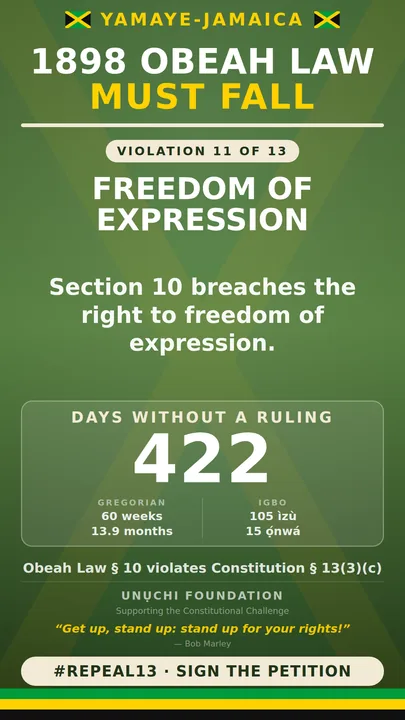 YAMAYE-JAMAICA
1898 OBEAH LAW
MUST FALL
VIOLATION 11 OF 13
FREEDOM OF
EXPRESSION
Section 10 breaches the
right to freedom of
expression.
DAYS WITHOUT A RULING
422
GREGORIAN
60 weeks
13.9 months
IGBO
105 ìzù
15 ọ́nwá
Obeah Law § 10 violates Constitution § 13(3)(c)
UNỤCHI FOUNDATION
Supporting the Constitutional Challenge
“Get up, stand up: stand up for your rights!”
— Bob Marley
#REPEAL13 · SIGN THE PETITION